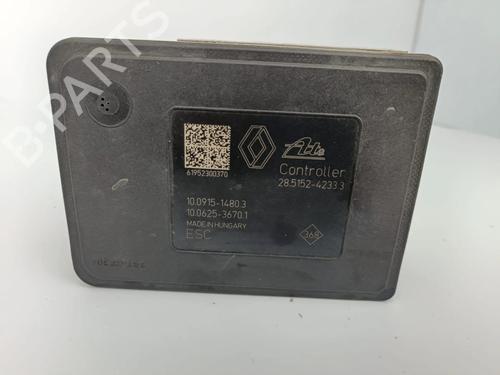 B-PARTS
61952300370
Ate
Controller
28.5152-4233.3
10.0915-1480.3
10.0625-3670.1
MADE IN HUNGARY
ESC
368